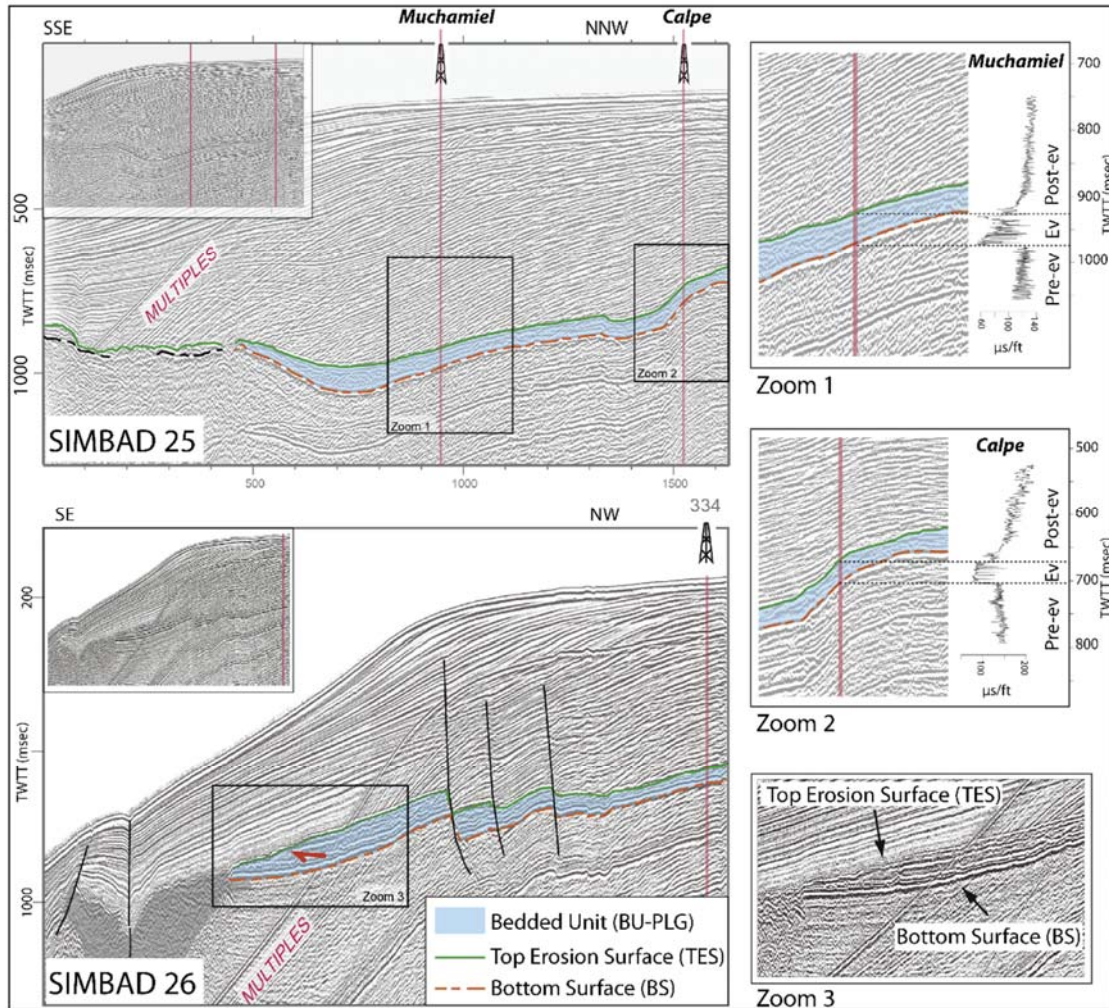 SSE
Muchamiel
NNW
Calpe
500
1000
TWTT (msec)
MULTIPLES
Zoom 1
Zoom 2
SIMBAD 25
500
1000
1500
Muchamiel
700
800
900
1000
TWTT (msec)
Post-ev
Ev
Pre-ev
60
100
140
µs/ft
Zoom 1
Calpe
500
600
700
800
TWTT (msec)
Post-ev
Ev
Pre-ev
100
200
µs/ft
Zoom 2
SE
NW
334
200
1000
TWTT (msec)
Zoom 3
MULTIPLES
SIMBAD 26
Bedded Unit (BU-PLG)
Top Erosion Surface (TES)
Bottom Surface (BS)
Top Erosion Surface (TES)
Bottom Surface (BS)
Zoom 3